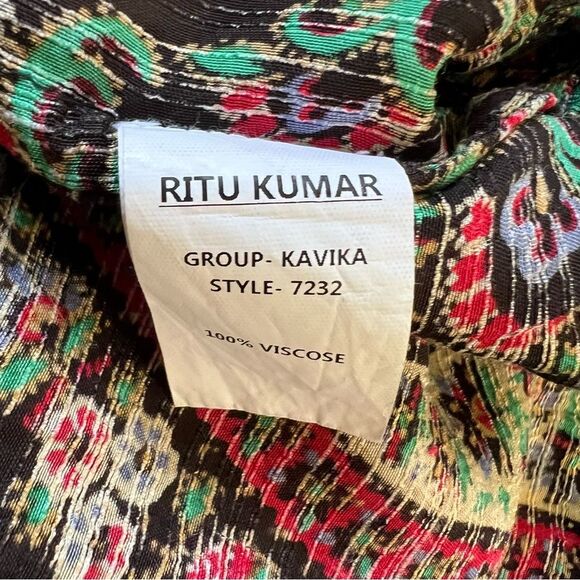 RITU KUMAR
GROUP- KAVIKA
STYLE- 7232
100% VISCOSE